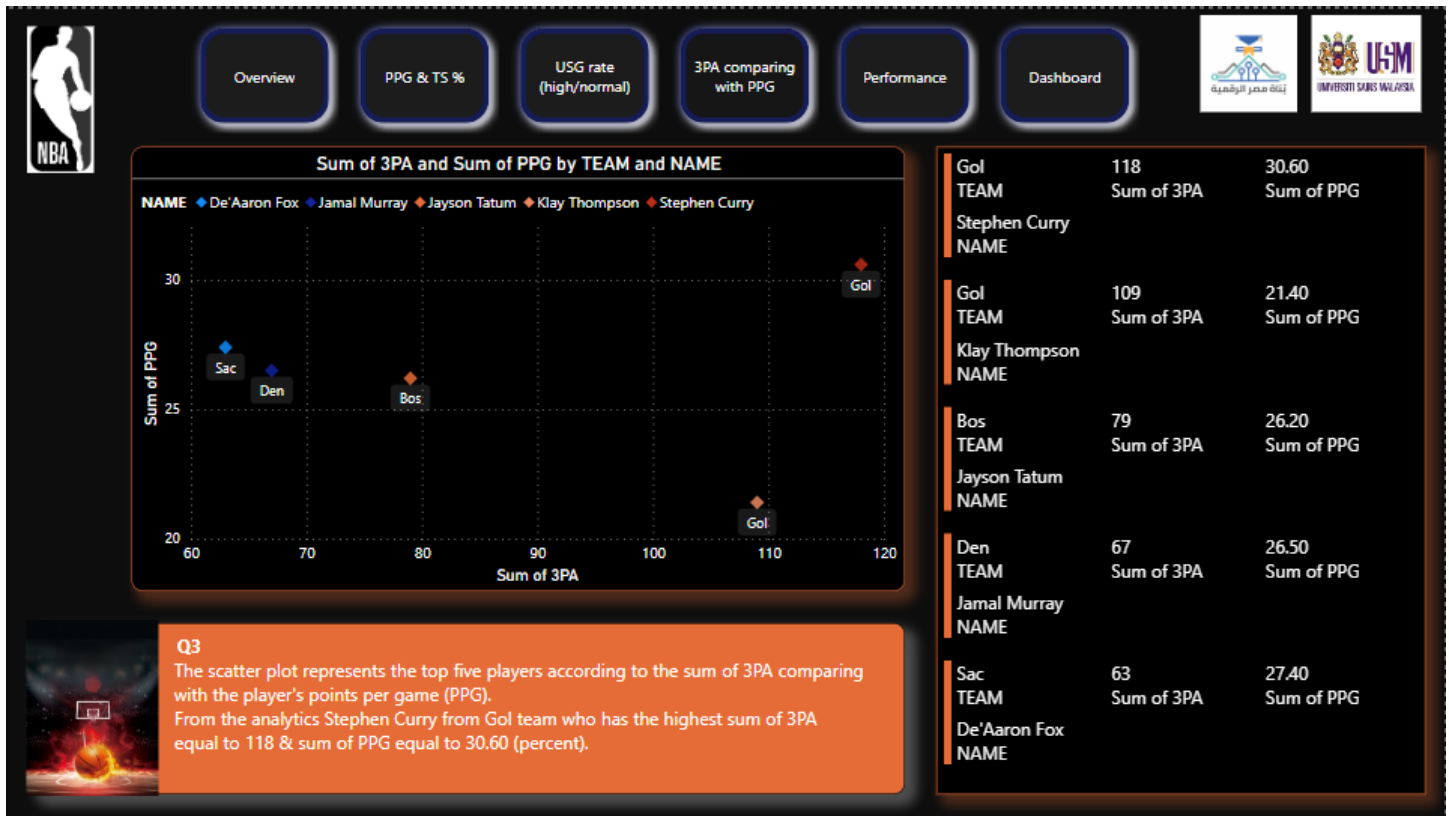 NBA
Overview
PPG & TS %
USG rate
(high/normal)
3PA comparing
with PPG
Performance
Dashboard
بُناة مصر الرقمية
USM
UNIVERSITI SAINS MALAYSIA
Sum of 3PA and Sum of PPG by TEAM and NAME
NAME De'Aaron Fox Jamal Murray Jayson Tatum Klay Thompson Stephen Curry
Sum of PPG
30
25
20
Gol
Sac
Den
Bos
Gol
60 70 80 90 100 110 120
Sum of 3PA
Gol 118 30.60
TEAM Sum of 3PA Sum of PPG
Stephen Curry
NAME
Gol 109 21.40
TEAM Sum of 3PA Sum of PPG
Klay Thompson
NAME
Bos 79 26.20
TEAM Sum of 3PA Sum of PPG
Jayson Tatum
NAME
Den 67 26.50
TEAM Sum of 3PA Sum of PPG
Jamal Murray
NAME
Sac 63 27.40
TEAM Sum of 3PA Sum of PPG
De'Aaron Fox
NAME
Q3
The scatter plot represents the top five players according to the sum of 3PA comparing
with the player's points per game (PPG).
From the analytics Stephen Curry from Gol team who has the highest sum of 3PA
equal to 118 & sum of PPG equal to 30.60 (percent).